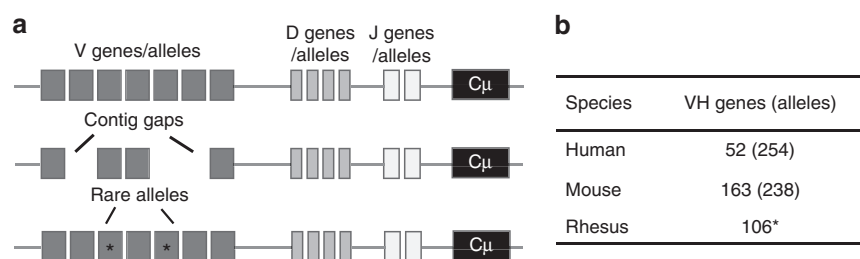 a
V genes/alleles
D genes
/alleles
J genes
/alleles
Cμ
Contig gaps
Cμ
Rare alleles
* *
Cμ
b
Species VH genes (alleles)
Human 52 (254)
Mouse 163 (238)
Rhesus 106*